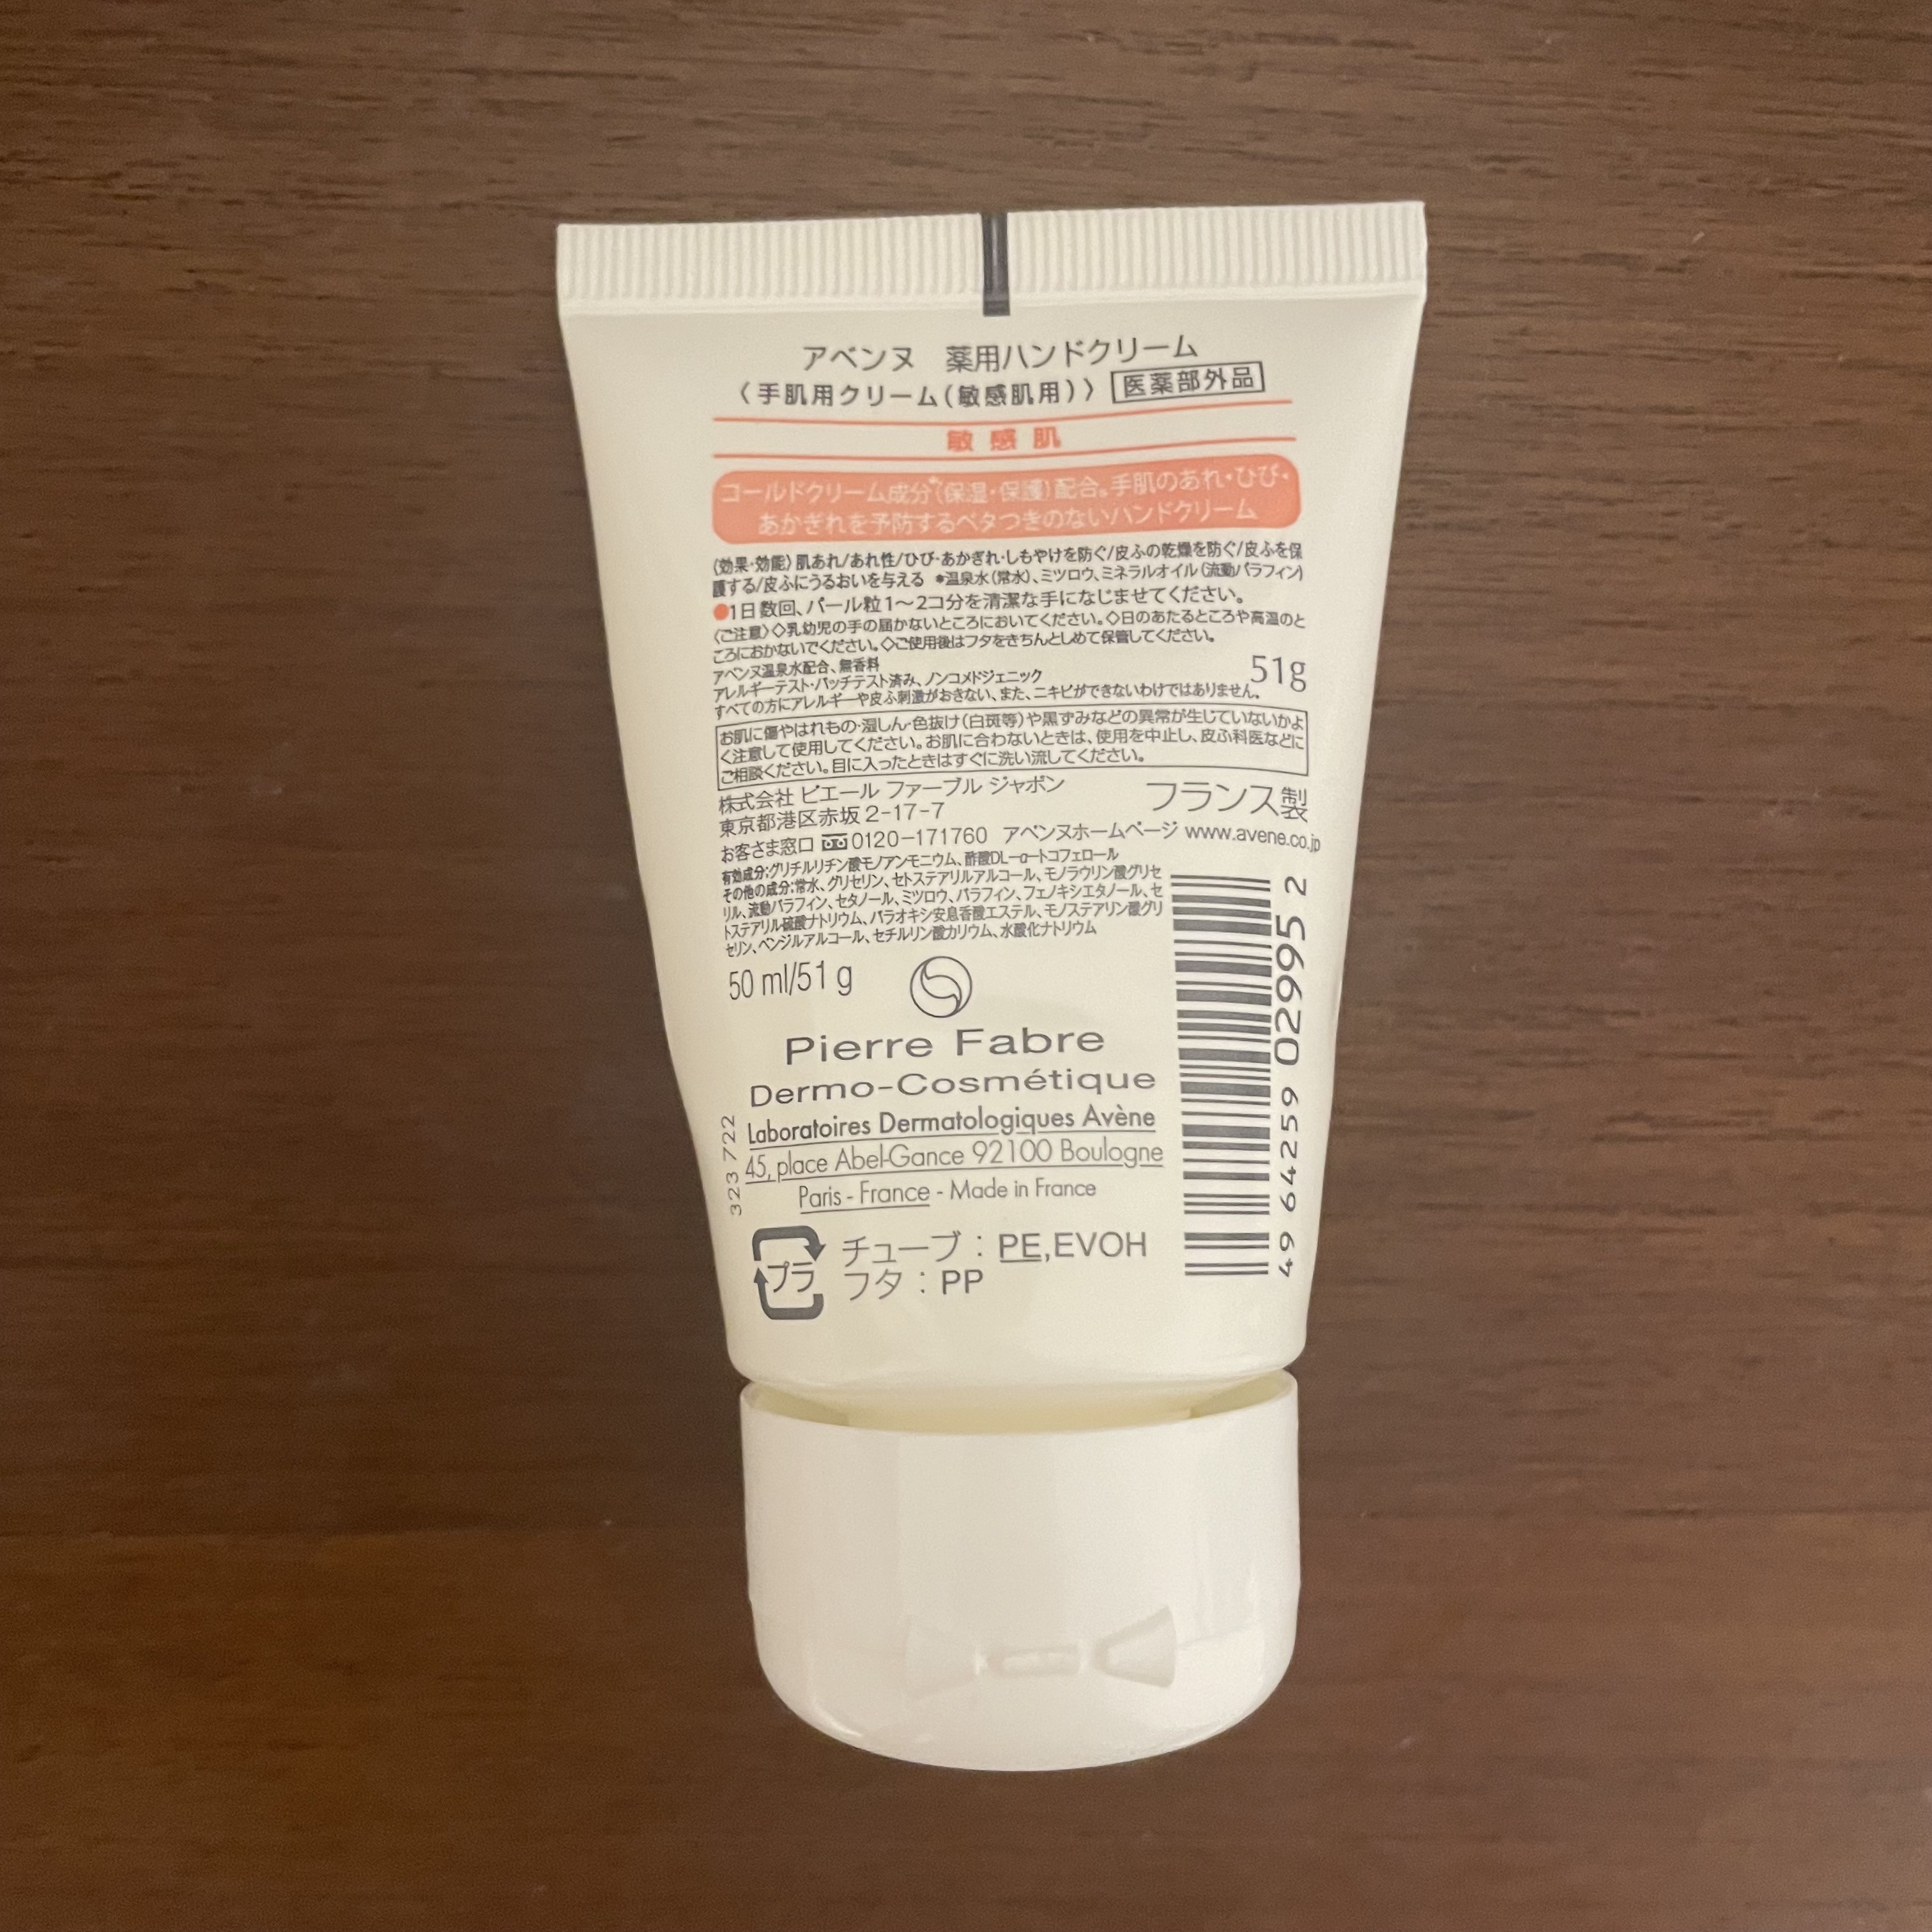 アベンヌ 薬用ハンドクリーム
〈手肌用クリーム(敏感肌用)〉 医薬部外品
敏感肌
コールドクリーム成分*(保湿・保護)配合。手肌のあれ・ひび・
あかぎれを予防するベタつきのないハンドクリーム
〈効果・効能〉肌あれ/あれ性/ひび・あかぎれ・しもやけを防ぐ/皮ふの乾燥を防ぐ/皮ふを保
護する/皮ふにうるおいを与える *温泉水(常水)、ミツロウ、ミネラルオイル(流動パラフィン)
●1日数回、パール粒1〜2コ分を清潔な手になじませてください。
〈ご注意〉◇乳幼児の手の届かないところにおいてください。◇日のあたるところや高温のと
ころにおかないでください。◇ご使用後はフタをきちんとしめて保管してください。
アベンヌ温泉水配合、無香料
アレルギーテスト・パッチテスト済み、ノンコメドジェニック
51g
すべての方にアレルギーや皮ふ刺激がおきない、また、ニキビができないわけではありません。
お肌に傷やはれもの・湿しん・色抜け(白斑等)や黒ずみなどの異常が生じていないかよ
く注意して使用してください。お肌に合わないときは、使用を中止し、皮ふ科医などに
ご相談ください。目に入ったときはすぐに洗い流してください。
株式会社 ピエール ファーブル ジャポン
東京都港区赤坂2-17-7
フランス製
お客さま窓口 0120-171760 アベンヌホームページ www.avene.co.jp
有効成分:グリチルリチン酸モノアンモニウム、酢酸DL-α-トコフェロール
その他の成分:常水、グリセリン、セトステアリルアルコール、モノラウリン酸グリセ
リル、流動パラフィン、セタノール、ミツロウ、パラフィン、フェノキシエタノール、セ
トステアリル硫酸ナトリウム、パラオキシ安息香酸エステル、モノステアリン酸グリ
セリン、ベンジルアルコール、セチルリン酸カリウム、水酸化ナトリウム
50 ml/51 g
Pierre Fabre
Dermo-Cosmétique
Laboratoires Dermatologiques Avène
45, place Abel-Gance 92100 Boulogne
Paris - France - Made in France
323 722
プラ
チューブ : PE,EVOH
フタ : PP
49 64259 02995 2